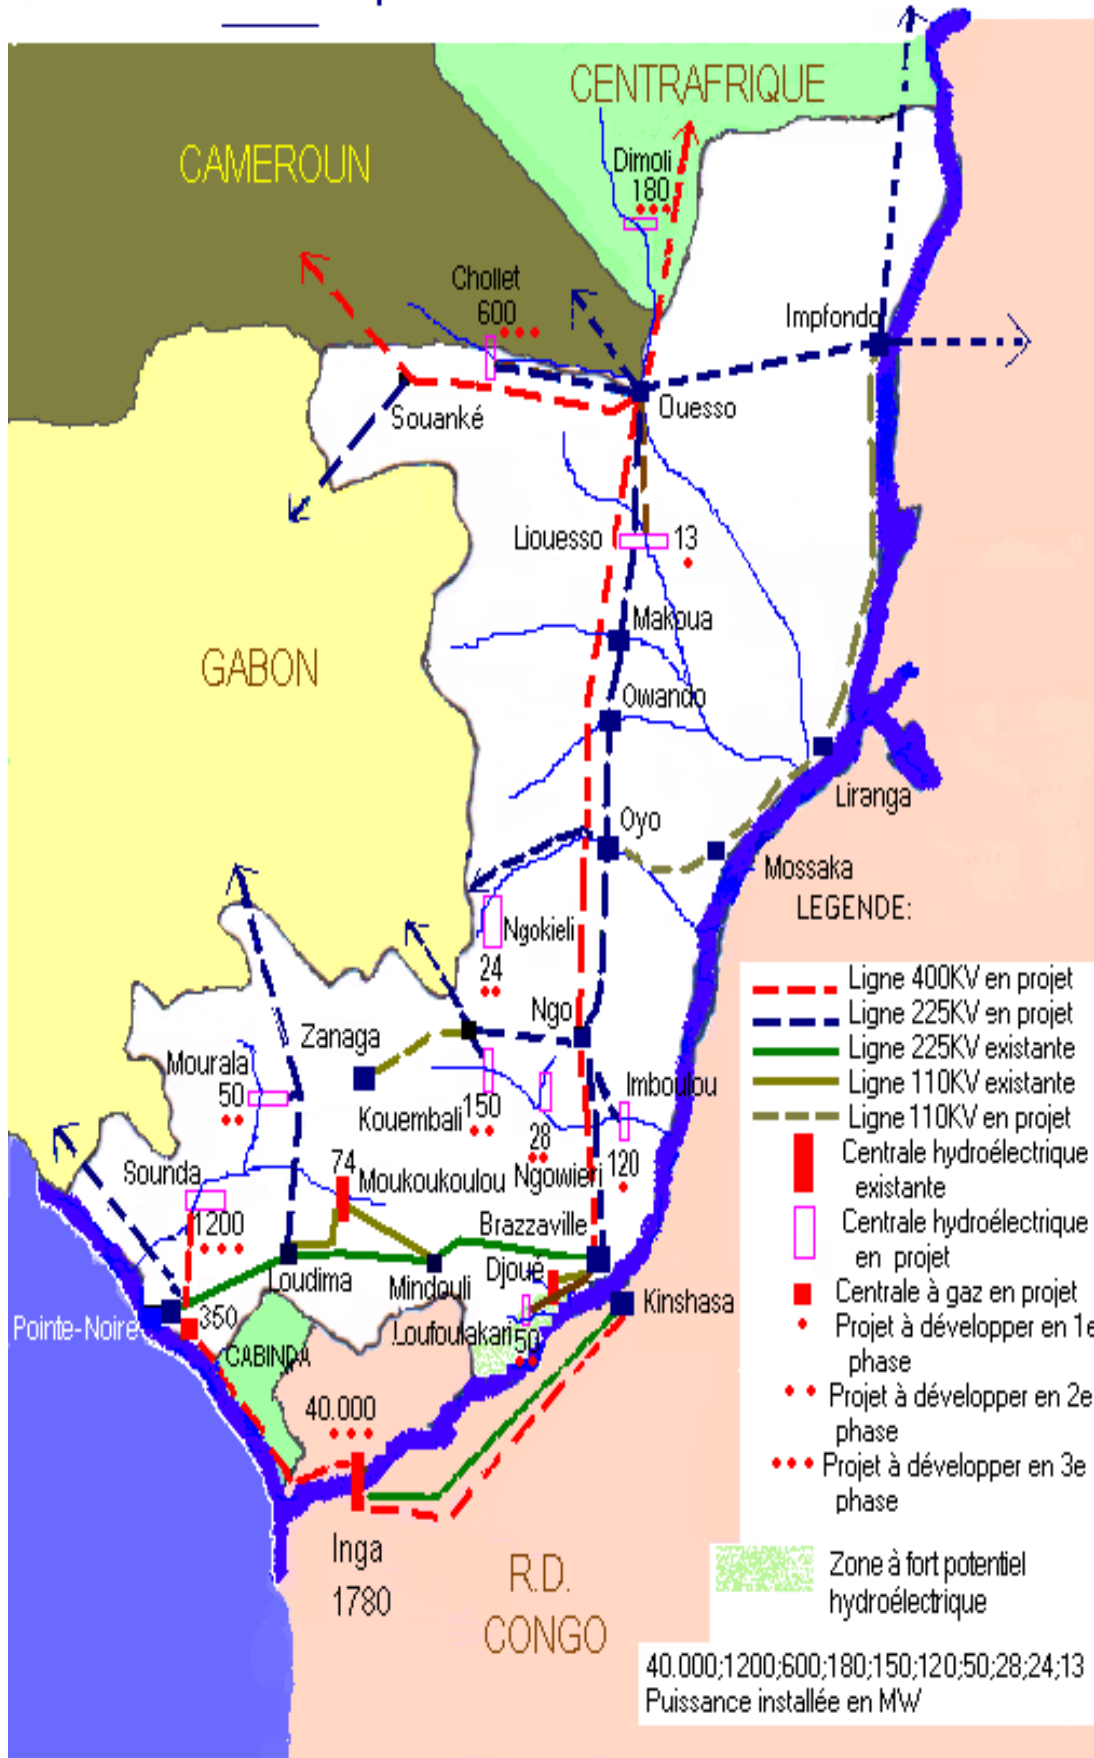 CENTRAFRIQUE
CAMEROUN
Dimoli
180
Chollet
600
Impfondo
Souanké
Ouesso
Liouesso
13
Makoua
GABON
Owando
Liranga
Oyo
Mossaka
LEGENDE:
Ngokieli
24
Ligne 400KV en projet
Ligne 225KV en projet
Ligne 225KV existante
Ligne 110KV existante
Ligne 110KV en projet
Centrale hydroélectrique
existante
Centrale hydroélectrique
en projet
Centrale à gaz en projet
Projet à développer en 1e
phase
Projet à développer en 2e
phase
Projet à développer en 3e
phase
Zone à fort potentiel
hydroélectrique
Ngo
Zanaga
Mourala
50
Imboulou
Kouembali
150
28
Ngowieri
120
Sounda
1200
74
Moukoukoulou
Brazzaville
Loudima
Mindouli
Djoué
Kinshasa
Pointe-Noire
350
Loufoulakari
50
CABINDA
40.000
Inga
1780
R.D.
CONGO
40.000;1200;600;180;150;120;50;28;24;13
Puissance installée en MW